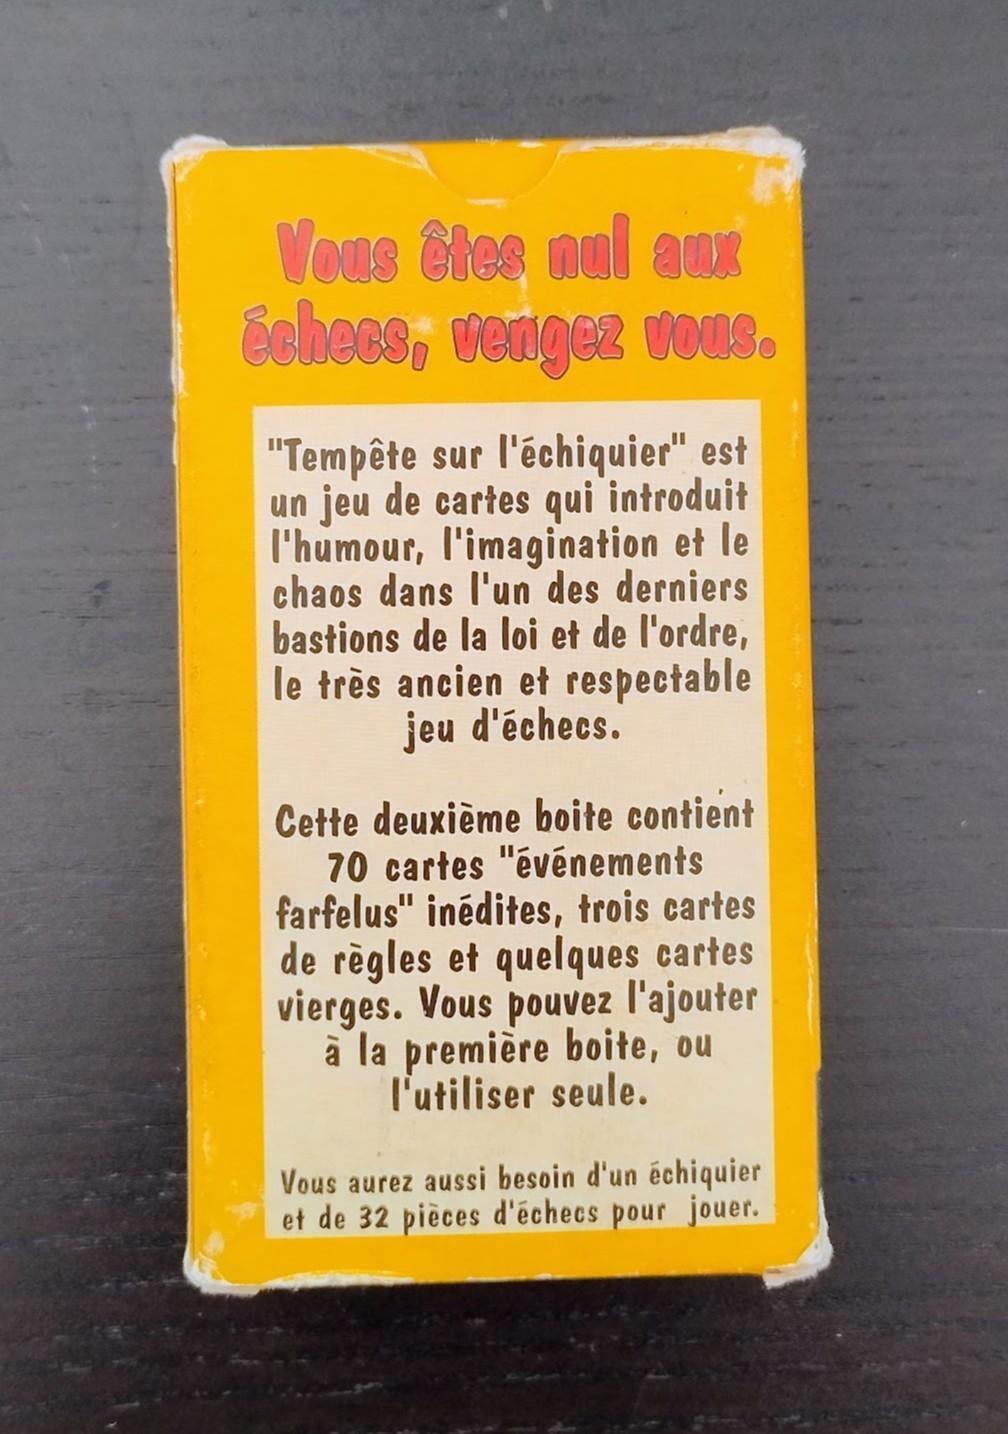 Vous êtes nul aux
échecs, vengez vous.
"Tempête sur l'échiquier" est
un jeu de cartes qui introduit
l'humour, l'imagination et le
chaos dans l'un des derniers
bastions de la loi et de l'ordre,
le très ancien et respectable
jeu d'échecs.
Cette deuxième boite contient
70 cartes "événements
farfelus" inédites, trois cartes
de règles et quelques cartes
vierges. Vous pouvez l'ajouter
à la première boite, ou
l'utiliser seule.
Vous aurez aussi besoin d'un échiquier
et de 32 pièces d'échecs pour jouer.